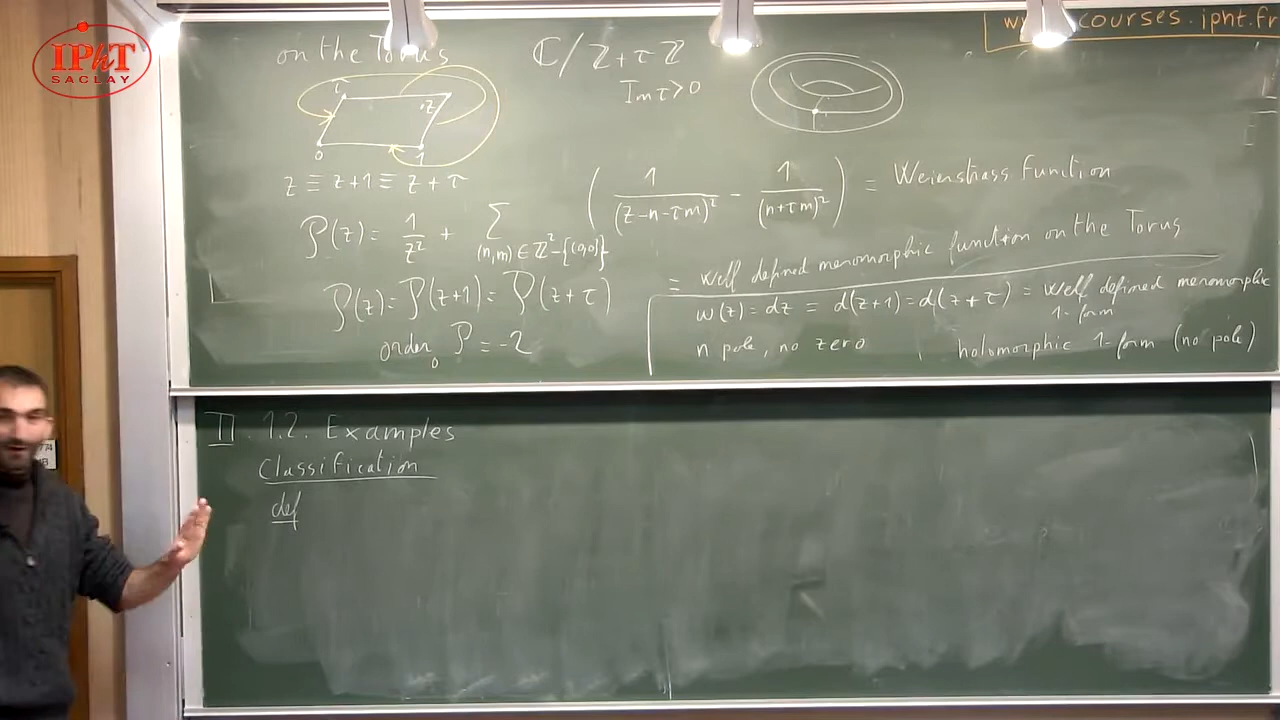 IPhT
SACLAY
courses.ipht.fr
on the Torus
ℂ/ℤ+τℤ
Im τ>0
τ
z
0
1
z ≡ z+1 ≡ z+τ
℘(z) = 1/z² + Σ_{(n,m)∈ℤ²-{(0,0)}} ( 1/(z-n-τm)² - 1/(n+τm)² ) = Weierstrass Function
= Well defined meromorphic function on the Torus
℘(z) = ℘(z+1) = ℘(z+τ)
order₀ ℘ = -2
w(z) = dz = d(z+1) = d(z+τ) = well defined meromorphic
1-form
n pole, no zero , holomorphic 1-form (no pole)
II.1.2. Examples
Classification
def